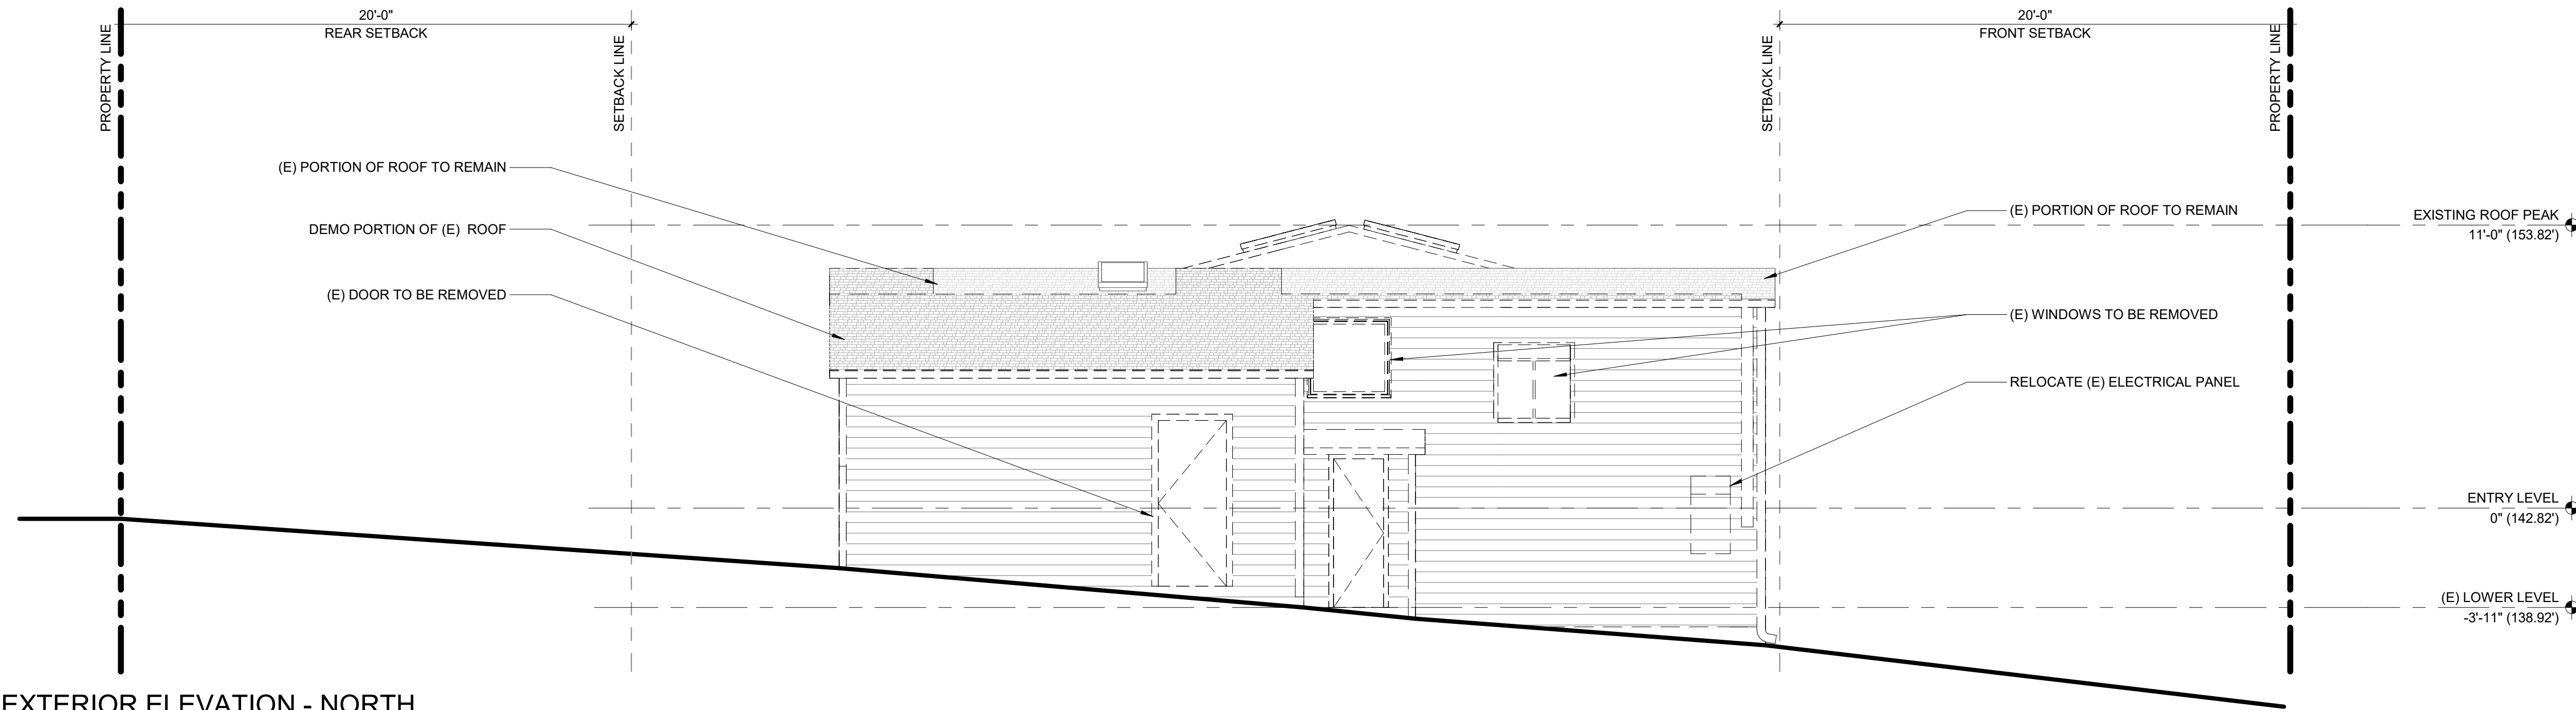 20'-0"
REAR SETBACK
20'-0"
FRONT SETBACK
PROPERTY LINE
SETBACK LINE
SETBACK LINE
PROPERTY LINE
(E) PORTION OF ROOF TO REMAIN
DEMO PORTION OF (E) ROOF
(E) DOOR TO BE REMOVED
(E) PORTION OF ROOF TO REMAIN
(E) WINDOWS TO BE REMOVED
RELOCATE (E) ELECTRICAL PANEL
EXISTING ROOF PEAK
11'-0" (153.82')
ENTRY LEVEL
0" (142.82')
(E) LOWER LEVEL
-3'-11" (138.92')
EXTERIOR ELEVATION - NORTH